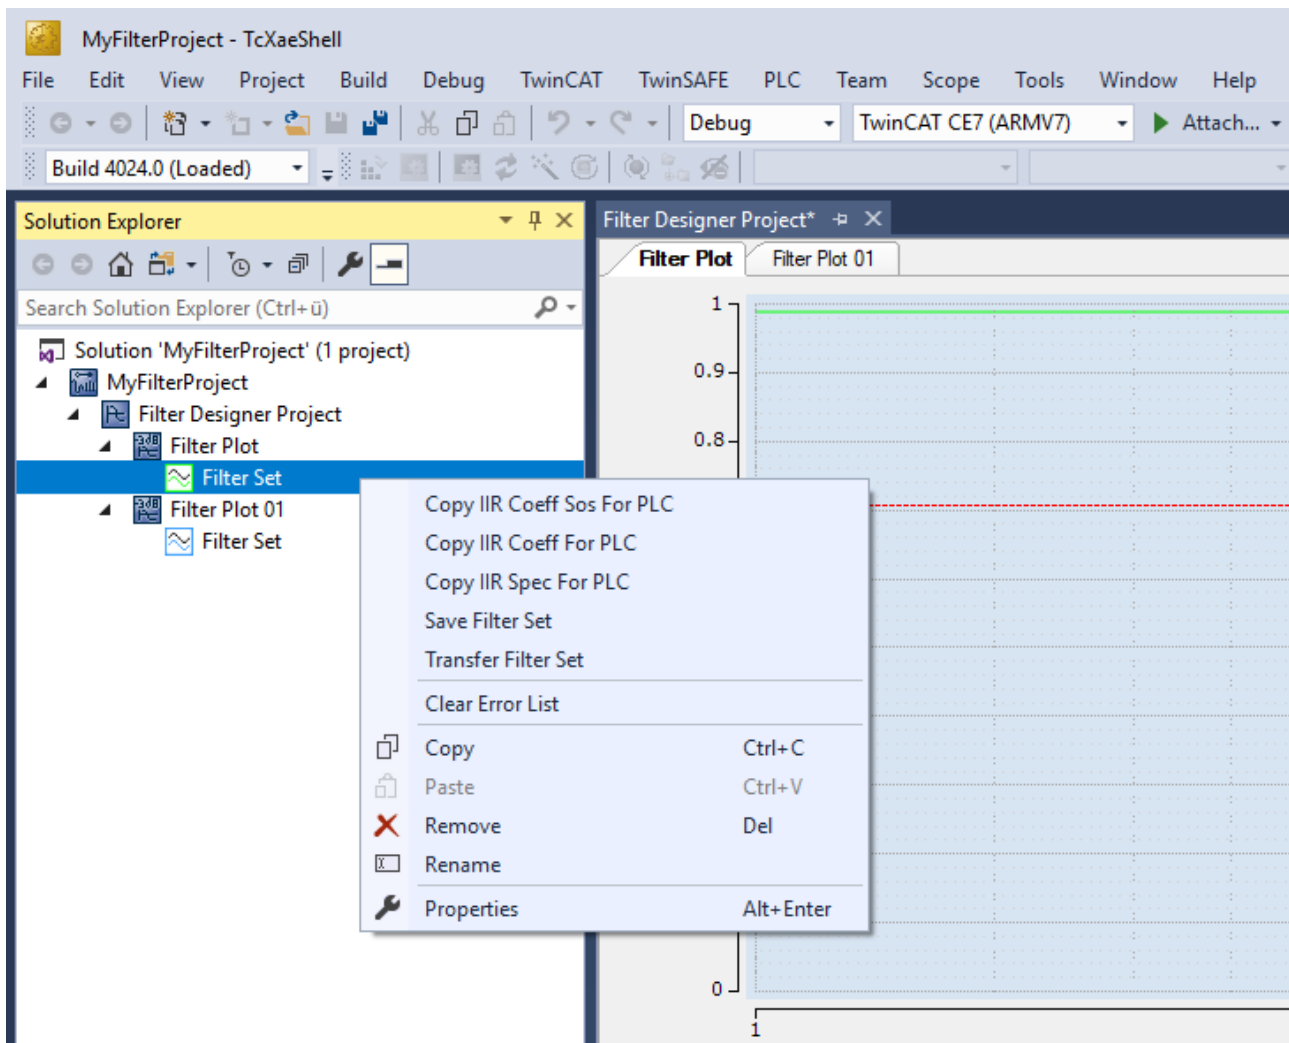 MyFilterProject - TcXaeShell
File Edit View Project Build Debug TwinCAT TwinSAFE PLC Team Scope Tools Window Help
Debug TwinCAT CE7 (ARMV7) Attach...
Build 4024.0 (Loaded)
Solution Explorer
Search Solution Explorer (Ctrl+ü)
Solution 'MyFilterProject' (1 project)
MyFilterProject
Filter Designer Project
Filter Plot
Filter Set
Filter Plot 01
Filter Set
Copy IIR Coeff Sos For PLC
Copy IIR Coeff For PLC
Copy IIR Spec For PLC
Save Filter Set
Transfer Filter Set
Clear Error List
Copy Ctrl+C
Paste Ctrl+V
Remove Del
Rename
Properties Alt+Enter
Filter Designer Project*
Filter Plot Filter Plot 01
1
0.9
0.8
0
1